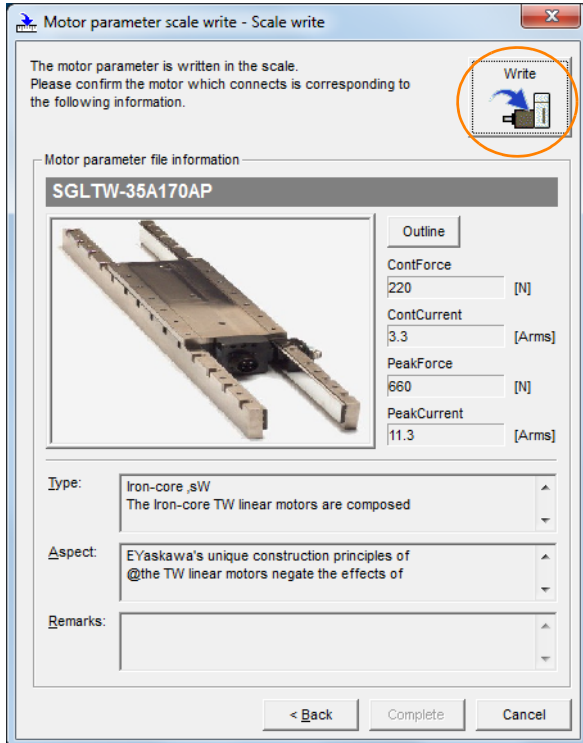 Motor parameter scale write - Scale write
The motor parameter is written in the scale.
Please confirm the motor which connects is corresponding to
the following information.
Write
Motor parameter file information
SGLTW-35A170AP
Outline
ContForce
220 [N]
ContCurrent
3.3 [Arms]
PeakForce
660 [N]
PeakCurrent
11.3 [Arms]
Type:
Iron-core ,sW
The Iron-core TW linear motors are composed
Aspect:
EYaskawa's unique construction principles of
@the TW linear motors negate the effects of
Remarks:
< Back Complete Cancel